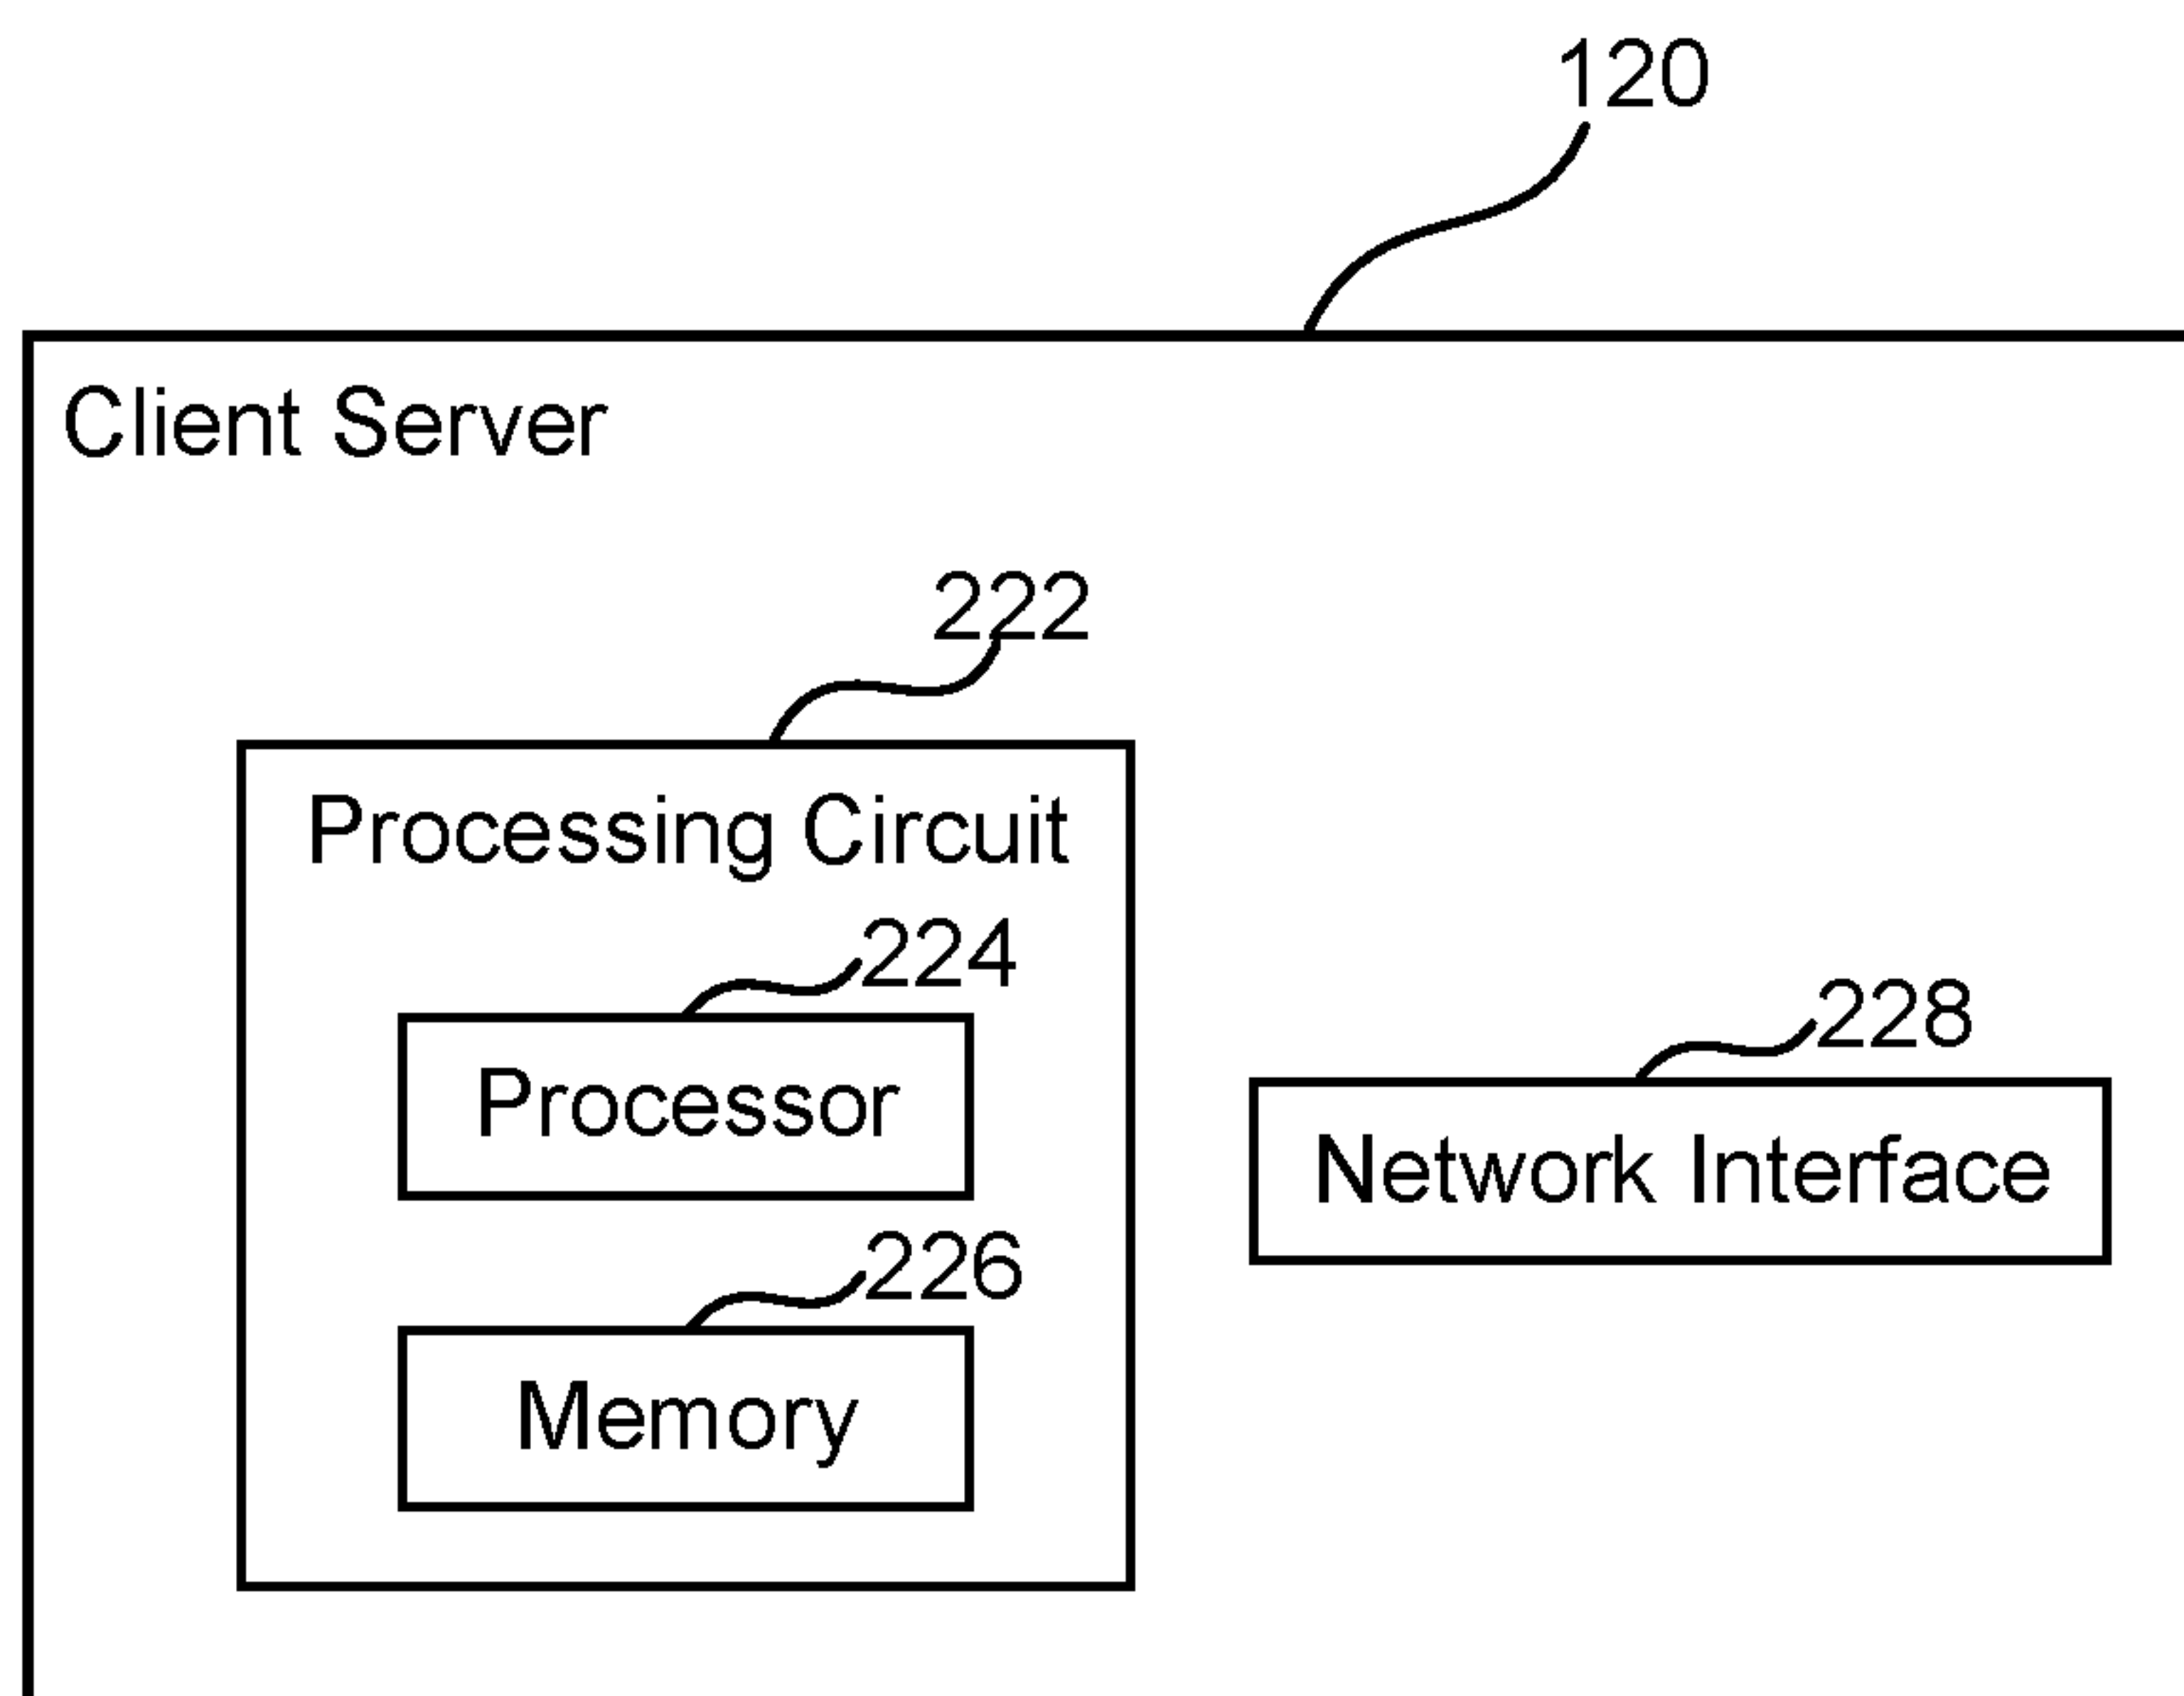 120
Client Server
222
Processing Circuit
224
Processor
228
Network Interface
226
Memory